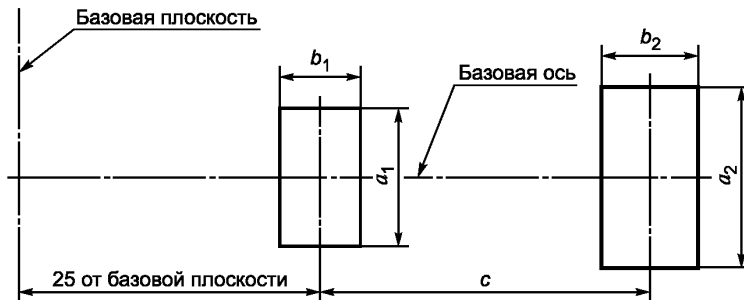 Базовая плоскость
b1
b2
Базовая ось
a1
a2
25 от базовой плоскости
c